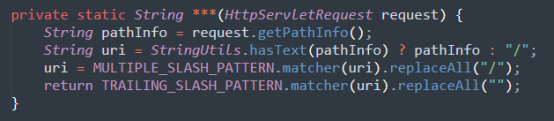 private static String ***(HttpServletRequest request) {
String pathInfo = request.getPathInfo();
String uri = StringUtils.hasText(pathInfo) ? pathInfo : "/";
uri = MULTIPLE_SLASH_PATTERN.matcher(uri).replaceAll("/");
return TRAILING_SLASH_PATTERN.matcher(uri).replaceAll("");
}